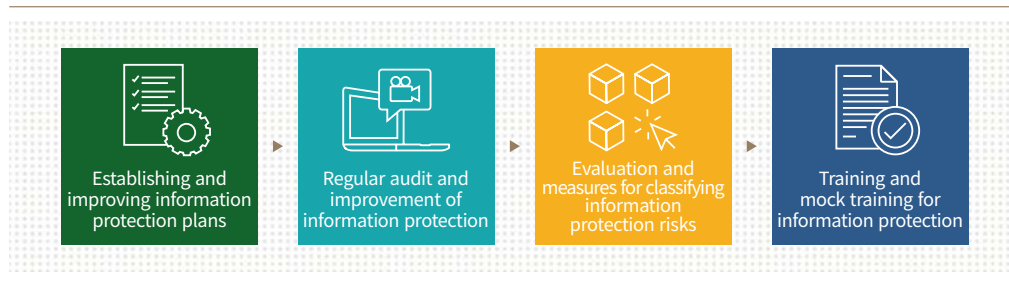 Establishing and
improving information
protection plans
Regular audit and
improvement of
information protection
Evaluation and
measures for classifying
information
protection risks
Training and
mock training for
information protection